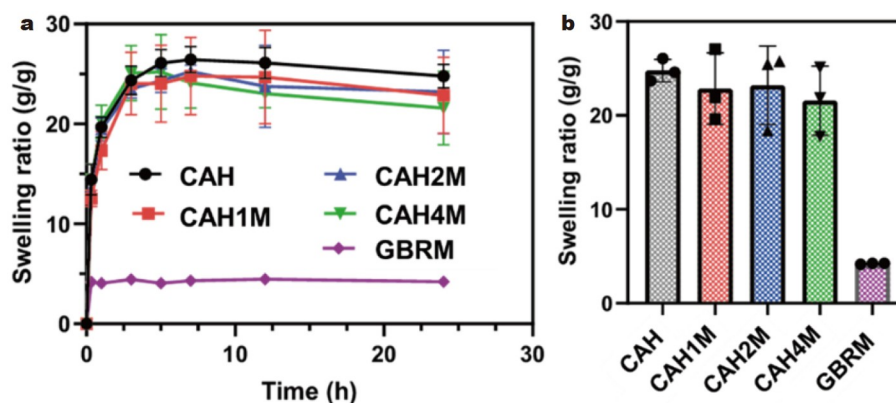 a
Swelling ratio (g/g)
30
20
10
0
0
10
20
30
Time (h)
CAH
CAH1M
CAH2M
CAH4M
GBRM
b
Swelling ratio (g/g)
30
20
10
0
CAH
CAH1M
CAH2M
CAH4M
GBRM